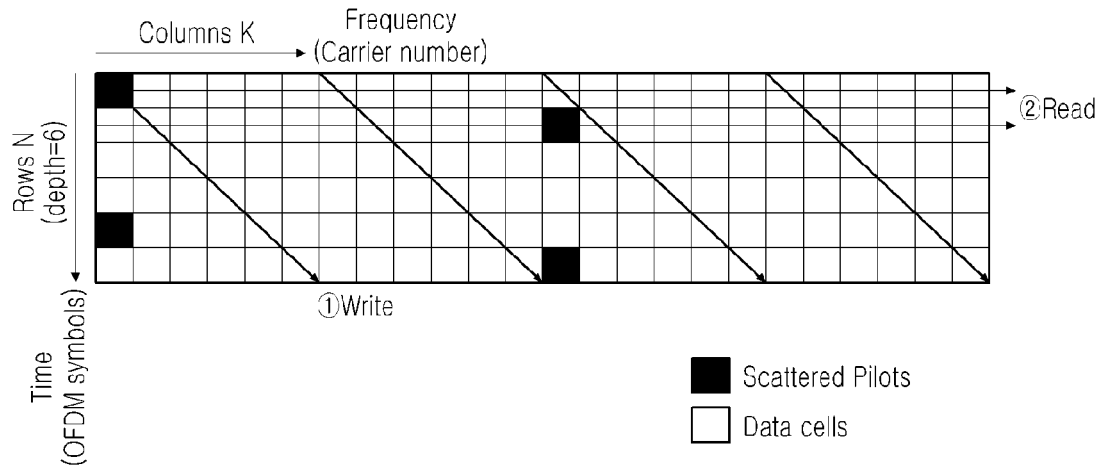 Columns K
Frequency
(Carrier number)
②Read
Rows N
(depth=6)
①Write
Time
(OFDM symbols)
Scattered Pilots
Data cells